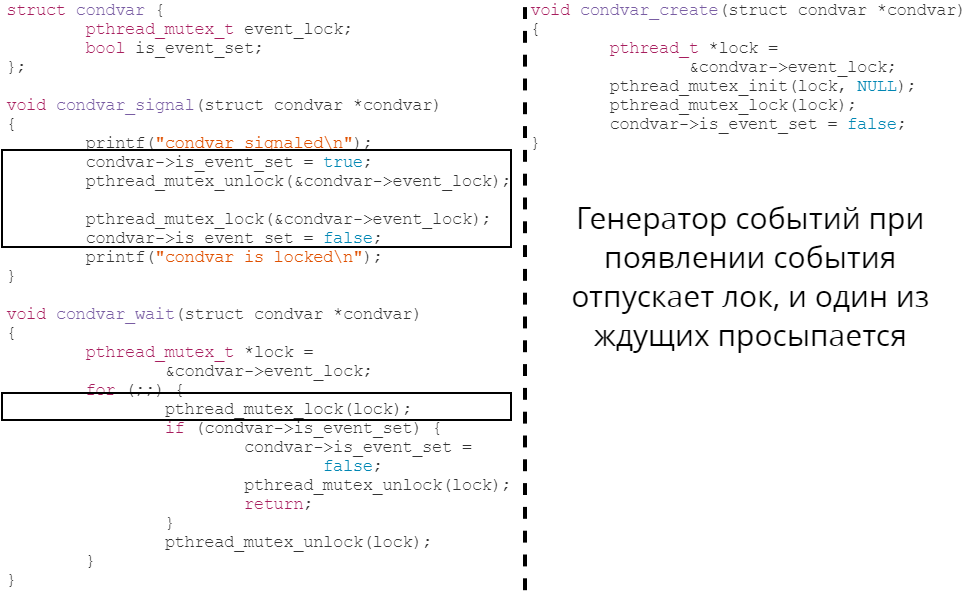 struct condvar {
        pthread_mutex_t event_lock;
        bool is_event_set;
};

void condvar_signal(struct condvar *condvar)
{
        printf("condvar signaled\n");
        condvar->is_event_set = true;
        pthread_mutex_unlock(&condvar->event_lock);

        pthread_mutex_lock(&condvar->event_lock);
        condvar->is_event_set = false;
        printf("condvar is locked\n");
}

void condvar_wait(struct condvar *condvar)
{
        pthread_mutex_t *lock =
                &condvar->event_lock;
        for (;;) {
                pthread_mutex_lock(lock);
                if (condvar->is_event_set) {
                        condvar->is_event_set =
                                false;
                        pthread_mutex_unlock(lock);
                        return;
                }
                pthread_mutex_unlock(lock);
        }
}
void condvar_create(struct condvar *condvar)
{
        pthread_t *lock =
                &condvar->event_lock;
        pthread_mutex_init(lock, NULL);
        pthread_mutex_lock(lock);
        condvar->is_event_set = false;
}
Генератор событий при
появлении события
отпускает лок, и один из
ждущих просыпается